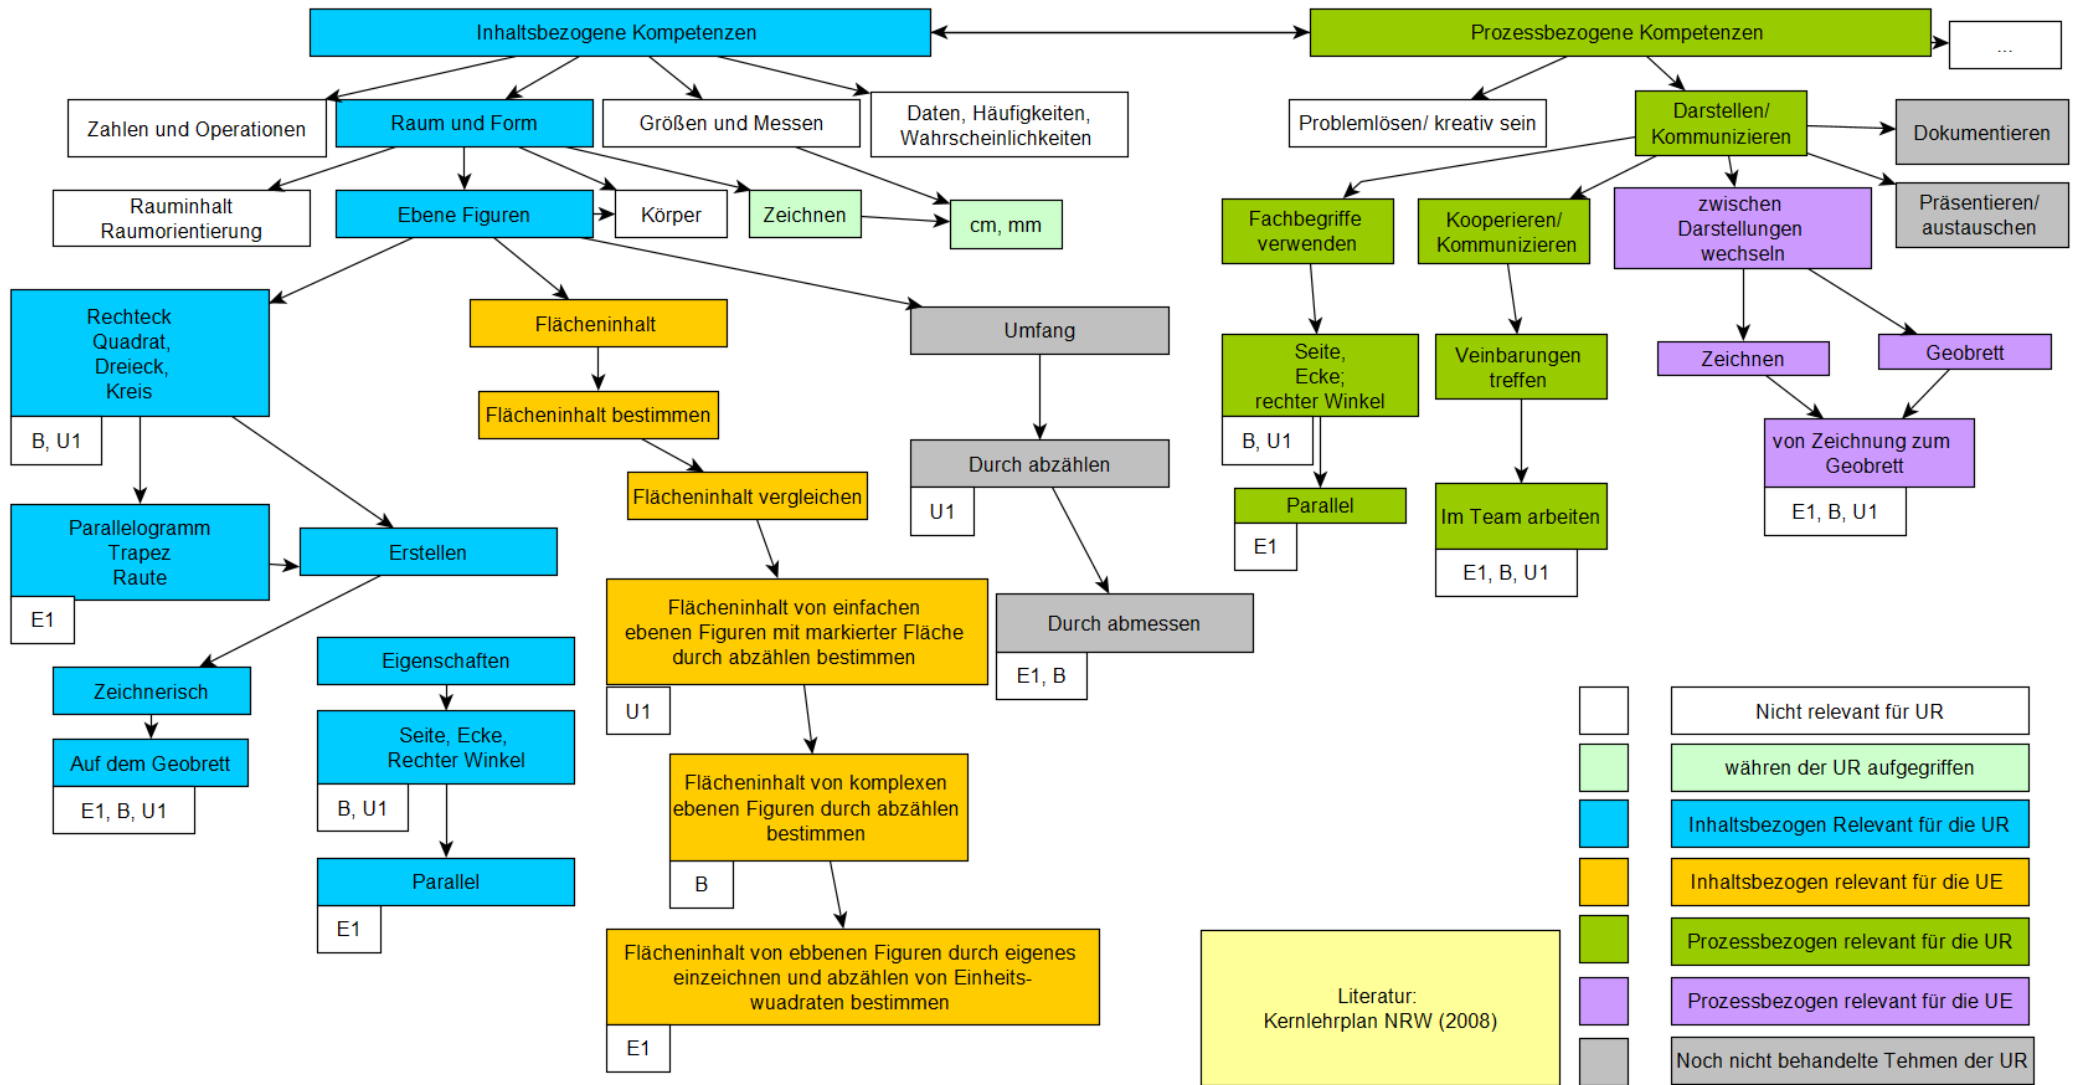 Inhaltsbezogene Kompetenzen
Prozessbezogene Kompetenzen
...
Zahlen und Operationen
Raum und Form
Größen und Messen
Daten, Häufigkeiten,
Wahrscheinlichkeiten
Problemlösen/ kreativ sein
Darstellen/
Kommunizieren
Dokumentieren
Rauminhalt
Raumorientierung
Ebene Figuren
Körper
Zeichnen
cm, mm
Fachbegriffe
verwenden
Kooperieren/
Kommunizieren
zwischen
Darstellungen
wechseln
Präsentieren/
austauschen
Rechteck
Quadrat,
Dreieck,
Kreis
B, U1
Flächeninhalt
Umfang
Seite,
Ecke;
rechter Winkel
B, U1
Veinbarungen
treffen
Zeichnen
Geobrett
Flächeninhalt bestimmen
Durch abzählen
U1
von Zeichnung zum
Geobrett
E1, B, U1
Flächeninhalt vergleichen
Parallel
E1
Im Team arbeiten
E1, B, U1
Parallelogramm
Trapez
Raute
E1
Erstellen
Flächeninhalt von einfachen
ebenen Figuren mit markierter Fläche
durch abzählen bestimmen
U1
Durch abmessen
E1, B
Zeichnerisch
Auf dem Geobrett
E1, B, U1
Eigenschaften
Seite, Ecke,
Rechter Winkel
B, U1
Parallel
E1
Flächeninhalt von komplexen
ebenen Figuren durch abzählen
bestimmen
B
Flächeninhalt von ebbenen Figuren durch eigenes
einzeichnen und abzählen von Einheits-
wuadraten bestimmen
E1
Literatur:
Kernlehrplan NRW (2008)
Nicht relevant für UR
währen der UR aufgegriffen
Inhaltsbezogen Relevant für die UR
Inhaltsbezogen relevant für die UE
Prozessbezogen relevant für die UR
Prozessbezogen relevant für die UE
Noch nicht behandelte Tehmen der UR